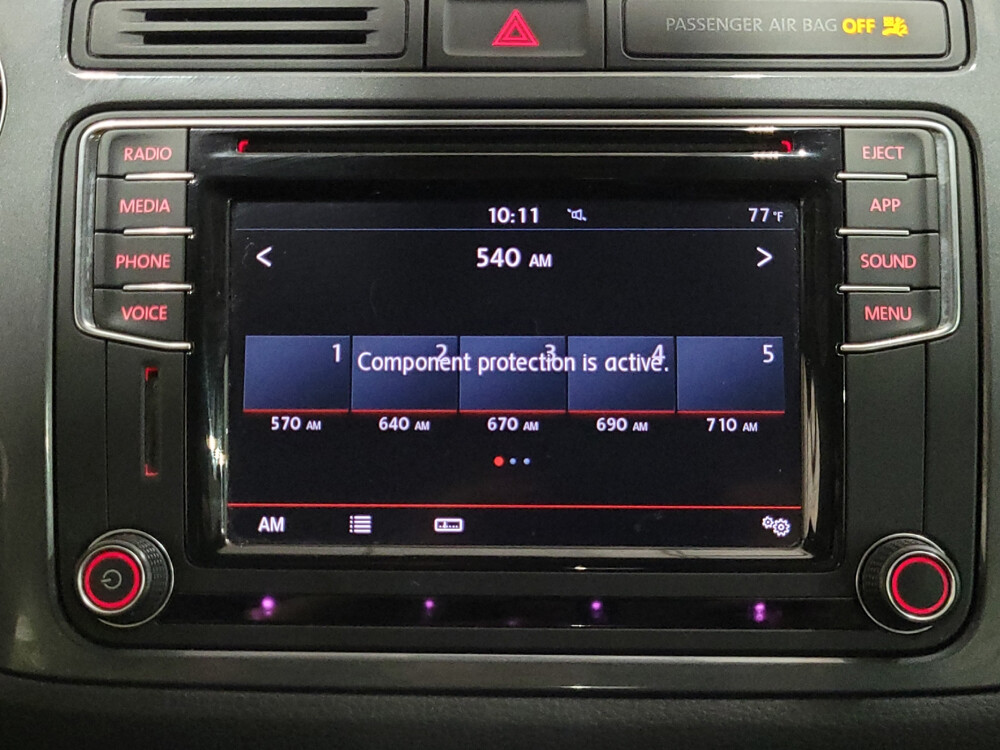 PASSENGER AIR BAG OFF
RADIO
EJECT
MEDIA
APP
PHONE
SOUND
VOICE
MENU
10:11
77°F
<
540 AM
>
1 2 3 4 5
Component protection is active.
570 AM 640 AM 670 AM 690 AM 710 AM
AM